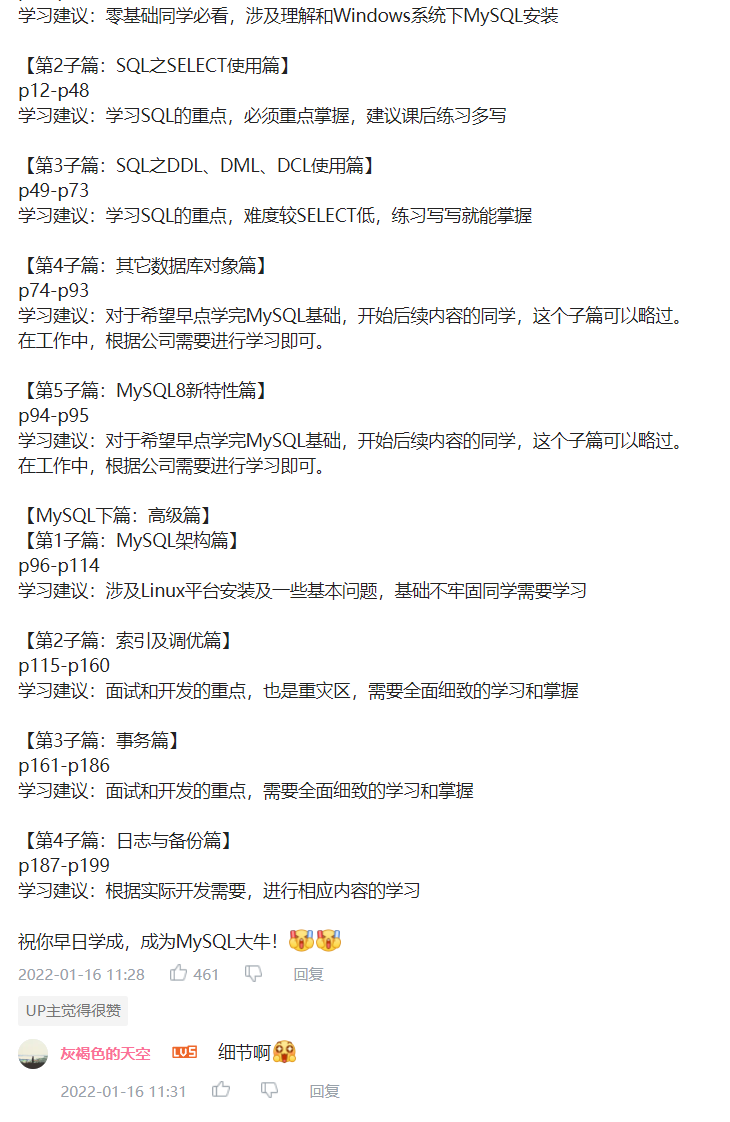 学习建议：零基础同学必看，涉及理解和Windows系统下MySQL安装
【第2子篇：SQL之SELECT使用篇】
p12-p48
学习建议：学习SQL的重点，必须重点掌握，建议课后练习多写
【第3子篇：SQL之DDL、DML、DCL使用篇】
p49-p73
学习建议：学习SQL的重点，难度较SELECT低，练习写写就能掌握
【第4子篇：其它数据库对象篇】
p74-p93
学习建议：对于希望早点学完MySQL基础，开始后续内容的同学，这个子篇可以略过。
在工作中，根据公司需要进行学习即可。
【第5子篇：MySQL8新特性篇】
p94-p95
学习建议：对于希望早点学完MySQL基础，开始后续内容的同学，这个子篇可以略过。
在工作中，根据公司需要进行学习即可。
【MySQL下篇：高级篇】
【第1子篇：MySQL架构篇】
p96-p114
学习建议：涉及Linux平台安装及一些基本问题，基础不牢固同学需要学习
【第2子篇：索引及调优篇】
p115-p160
学习建议：面试和开发的重点，也是重灾区，需要全面细致的学习和掌握
【第3子篇：事务篇】
p161-p186
学习建议：面试和开发的重点，需要全面细致的学习和掌握
【第4子篇：日志与备份篇】
p187-p199
学习建议：根据实际开发需要，进行相应内容的学习
祝你早日学成，成为MySQL大牛！
2022-01-16 11:28 461 回复
UP主觉得很赞
灰褐色的天空 LV5 细节啊
2022-01-16 11:31 回复